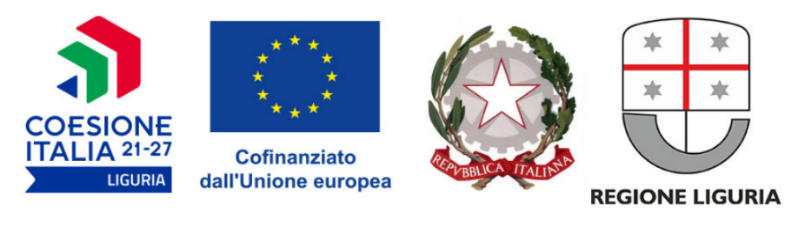 COESIONE
ITALIA 21-27
LIGURIA
Cofinanziato
dall'Unione europea
REPVBBLICA ITALIANA
REGIONE LIGURIA